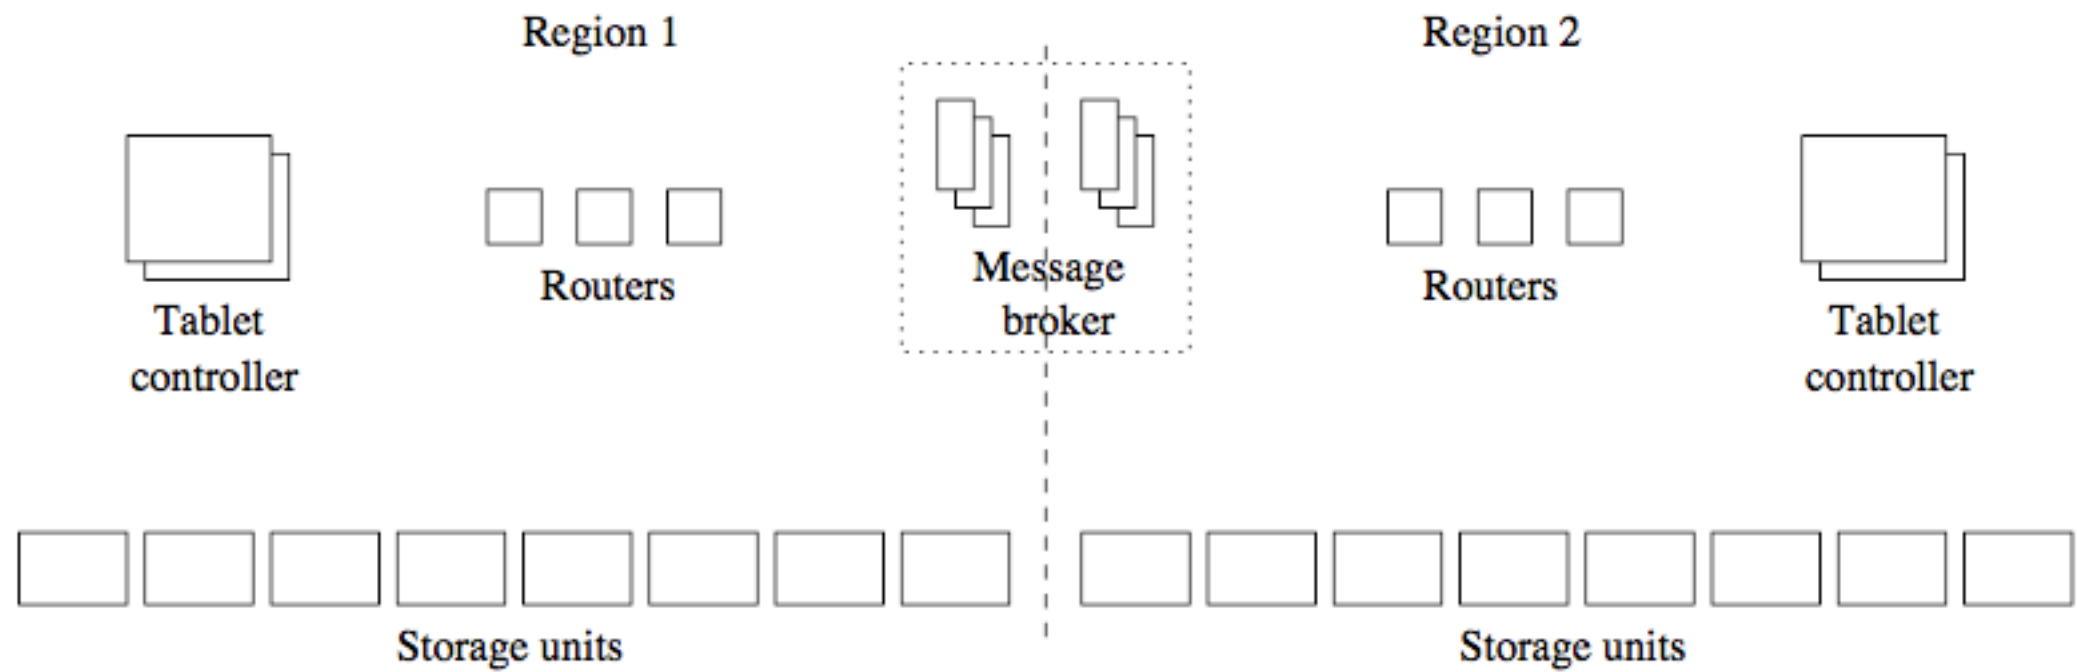 Region 1
Region 2
Tablet
controller
Routers
Message
broker
Routers
Tablet
controller
Storage units
Storage units